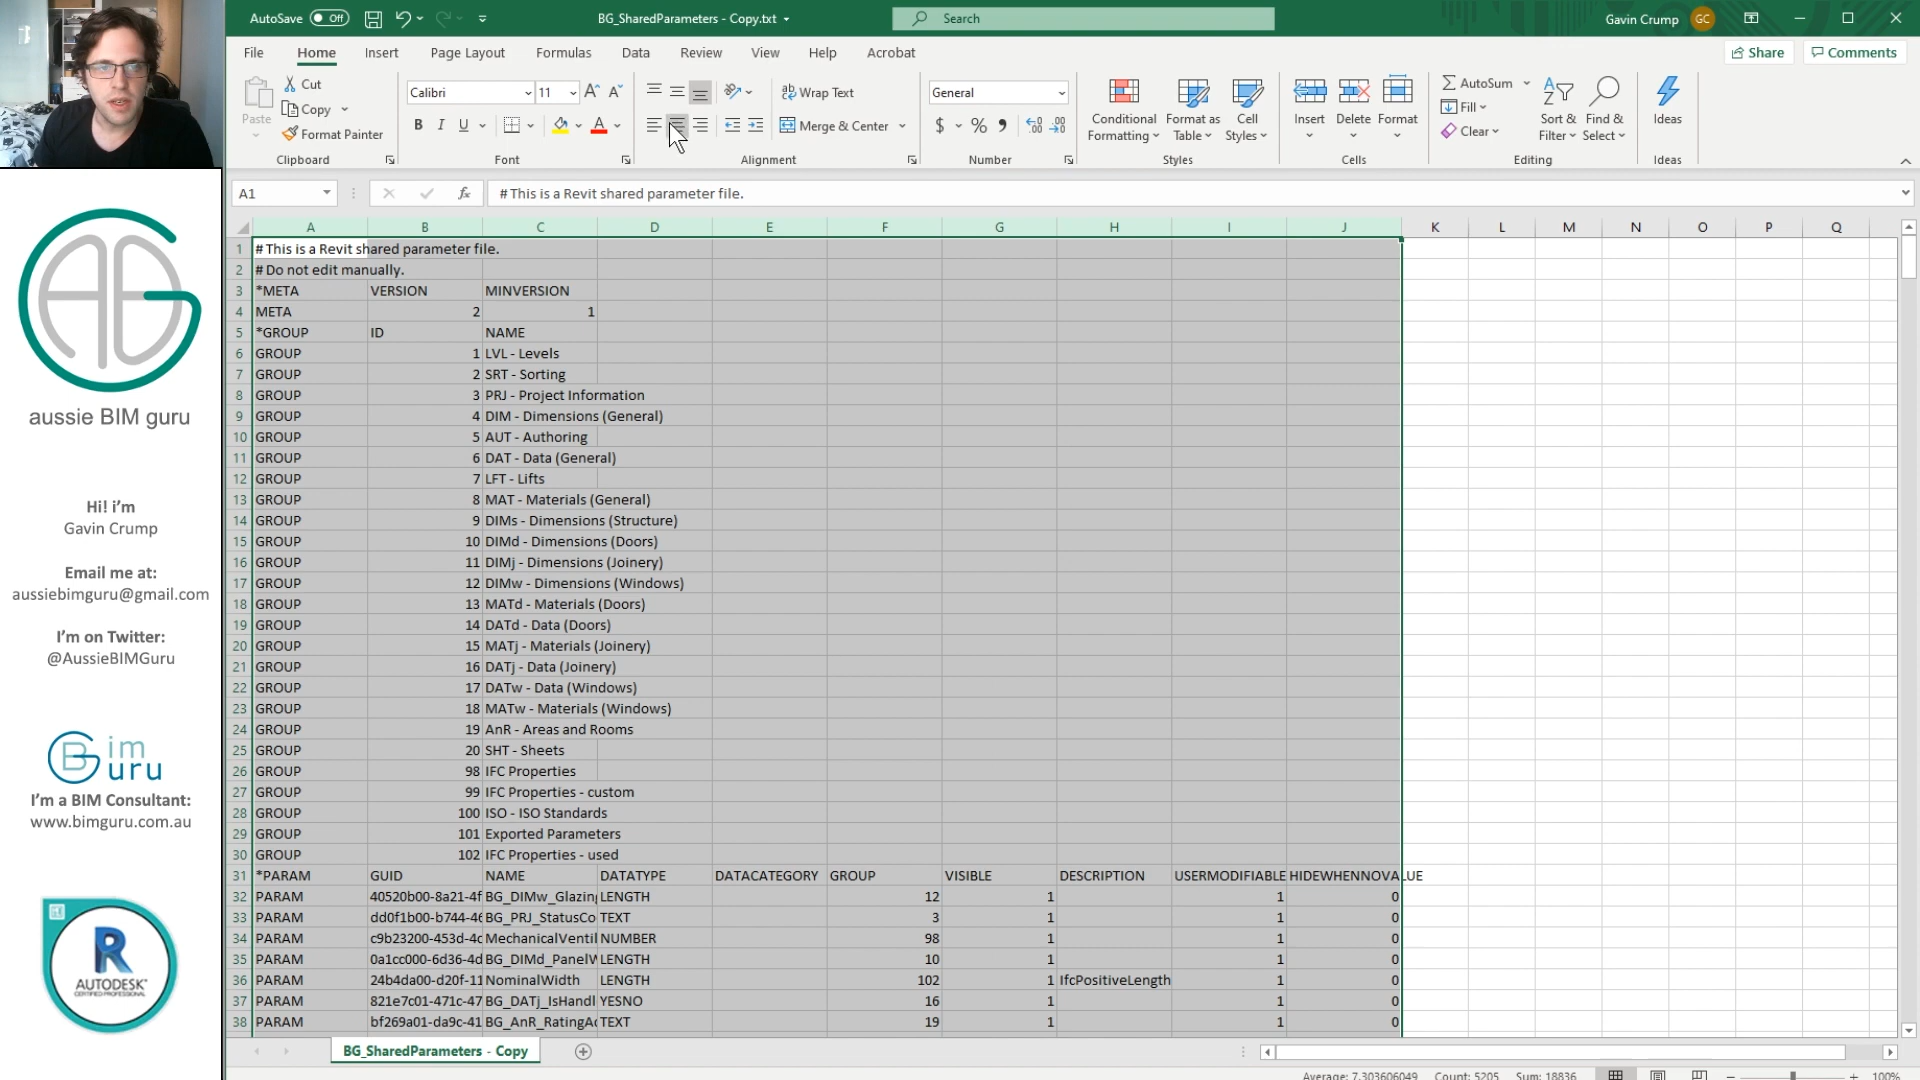 AutoSave Off BG_SharedParameters - Copy.txt Search Gavin Crump GC
File Home Insert Page Layout Formulas Data Review View Help Acrobat Share Comments
Paste Cut Copy Format Painter Clipboard
Calibri 11 B I U A Font
Wrap Text Merge & Center Alignment
General $ % Number
Conditional Formatting Format as Table Cell Styles Styles
Insert Delete Format Cells
AutoSum Fill Clear Sort & Filter Find & Select Editing
Ideas Ideas
A1 fx # This is a Revit shared parameter file.
A B C D E F G H I J K L M N O P Q
1 # This is a Revit shared parameter file.
2 # Do not edit manually.
3 *META VERSION MINVERSION
4 META 2 1
5 *GROUP ID NAME
6 GROUP 1 LVL - Levels
7 GROUP 2 SRT - Sorting
8 GROUP 3 PRJ - Project Information
9 GROUP 4 DIM - Dimensions (General)
10 GROUP 5 AUT - Authoring
11 GROUP 6 DAT - Data (General)
12 GROUP 7 LFT - Lifts
13 GROUP 8 MAT - Materials (General)
14 GROUP 9 DIMs - Dimensions (Structure)
15 GROUP 10 DIMd - Dimensions (Doors)
16 GROUP 11 DIMj - Dimensions (Joinery)
17 GROUP 12 DIMw - Dimensions (Windows)
18 GROUP 13 MATd - Materials (Doors)
19 GROUP 14 DATd - Data (Doors)
20 GROUP 15 MATj - Materials (Joinery)
21 GROUP 16 DATj - Data (Joinery)
22 GROUP 17 DATw - Data (Windows)
23 GROUP 18 MATw - Materials (Windows)
24 GROUP 19 AnR - Areas and Rooms
25 GROUP 20 SHT - Sheets
26 GROUP 98 IFC Properties
27 GROUP 99 IFC Properties - custom
28 GROUP 100 ISO - ISO Standards
29 GROUP 101 Exported Parameters
30 GROUP 102 IFC Properties - used
31 *PARAM GUID NAME DATATYPE DATACATEGORY GROUP VISIBLE DESCRIPTION USERMODIFIABLE HIDEWHENNOVALUE
32 PARAM 40520b00-8a21-4f BG_DIMw_Glazing LENGTH 12 1 1 0
33 PARAM dd0f1b00-b744-46 BG_PRJ_StatusCo TEXT 3 1 1 0
34 PARAM c9b23200-453d-4c MechanicalVentil NUMBER 98 1 1 0
35 PARAM 0a1cc000-6d36-4d BG_DIMd_PanelW LENGTH 10 1 1 0
36 PARAM 24b4da00-d20f-11 NominalWidth LENGTH 102 1 IfcPositiveLength 1 0
37 PARAM 821e7c01-471c-47 BG_DATj_IsHandl YESNO 16 1 1 0
38 PARAM bf269a01-da9c-41 BG_AnR_RatingAc TEXT 19 1 1 0
BG_SharedParameters - Copy
Average: 7.303606049 Count: 5205 Sum: 18836 100%
aussie BIM guru
Hi! i'm
Gavin Crump
Email me at:
aussiebimguru@gmail.com
I'm on Twitter:
@AussieBIMGuru
Bim Guru
I'm a BIM Consultant:
www.bimguru.com.au
R
AUTODESK
CERTIFIED PROFESSIONAL